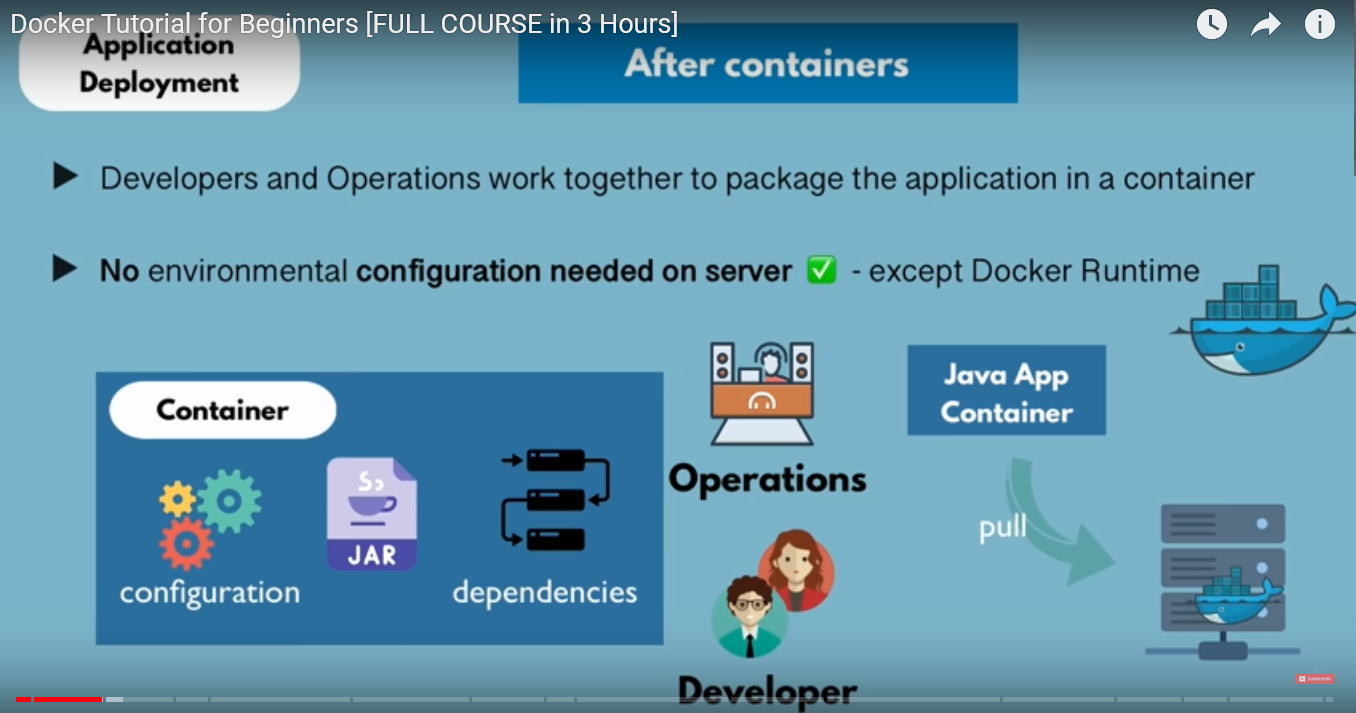 Docker Tutorial for Beginners [FULL COURSE in 3 Hours]
Application
Deployment
After containers
Developers and Operations work together to package the application in a container
No environmental configuration needed on server ✅ - except Docker Runtime
Container
JAR
configuration
dependencies
Operations
Developer
Java App
Container
pull
SUBSCRIBE